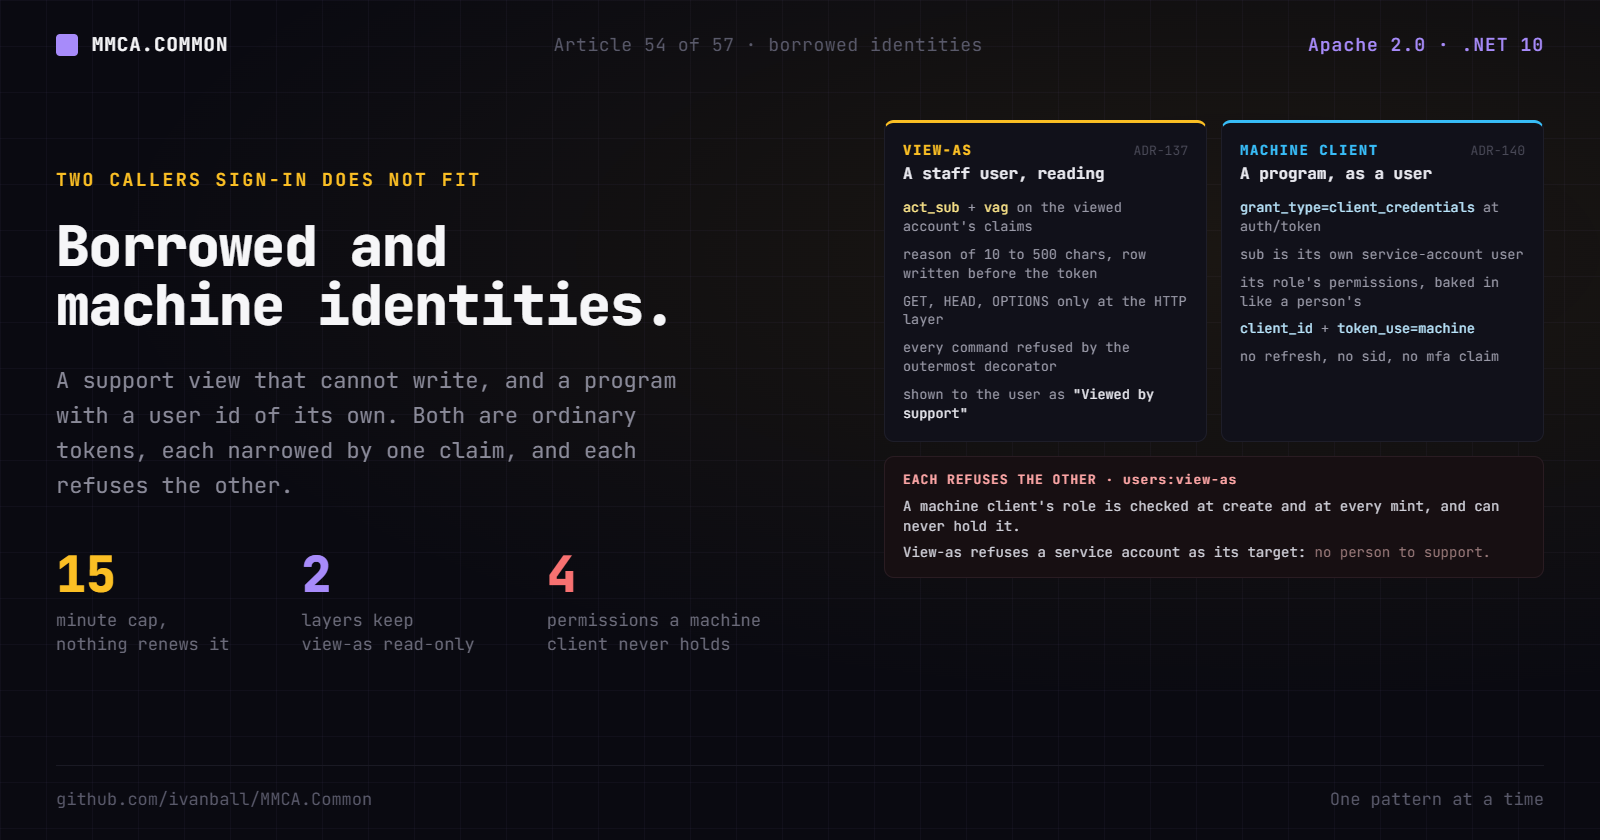 MMCA.COMMON
Article 54 of 57 · borrowed identities
Apache 2.0 · .NET 10
TWO CALLERS SIGN-IN DOES NOT FIT
Borrowed and
machine identities.
A support view that cannot write, and a program
with a user id of its own. Both are ordinary
tokens, each narrowed by one claim, and each
refuses the other.
15
minute cap,
nothing renews it
2
layers keep
view-as read-only
4
permissions a machine
client never holds
VIEW-AS
ADR-137
A staff user, reading
act_sub + vag on the viewed
account's claims
reason of 10 to 500 chars, row
written before the token
GET, HEAD, OPTIONS only at the HTTP
layer
every command refused by the
outermost decorator
shown to the user as "Viewed by
support"
MACHINE CLIENT
ADR-140
A program, as a user
grant_type=client_credentials at
auth/token
sub is its own service-account user
its role's permissions, baked in
like a person's
client_id + token_use=machine
no refresh, no sid, no mfa claim
EACH REFUSES THE OTHER · users:view-as
A machine client's role is checked at create and at every mint, and can
never hold it.
View-as refuses a service account as its target: no person to support.
github.com/ivanball/MMCA.Common
One pattern at a time